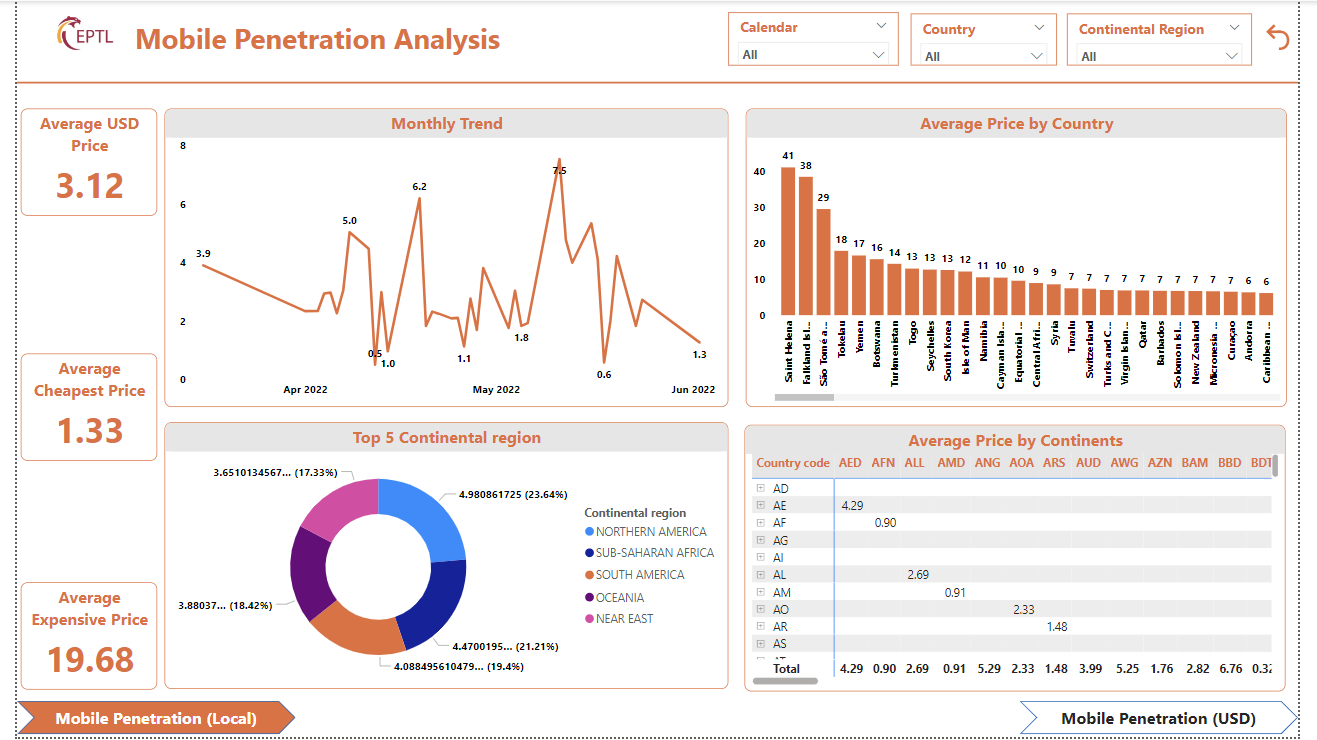 EPTL
Mobile Penetration Analysis
Calendar
All
Country
All
Continental Region
All
Average USD
Price
3.12
Average
Cheapest Price
1.33
Average
Expensive Price
19.68
Monthly Trend
8
6
4
2
0
3.9
5.0
0.5
1.0
6.2
1.1
1.8
7.5
0.6
1.3
Apr 2022
May 2022
Jun 2022
Average Price by Country
40
30
20
10
0
41 38 29 18 17 16 14 13 13 13 12 11 10 10 9 9 7 7 7 7 7 7 7 7 7 7 6 6
Saint Helena
Falkland Isl...
São Tomé a...
Tokelau
Yemen
Botswana
Turkmenistan
Togo
Seychelles
South Korea
Isle of Man
Namibia
Cayman Isla...
Equatorial ...
Central Afri...
Syria
Tuvalu
Switzerland
Turks and C...
Virgin Islan...
Qatar
Barbados
Solomon Isl...
New Zealand
Micronesia ...
Curaçao
Andorra
Caribbean ...
Top 5 Continental region
3.6510134567... (17.33%)
4.980861725 (23.64%)
3.88037... (18.42%)
4.4700195... (21.21%)
4.088495610479... (19.4%)
Continental region
NORTHERN AMERICA
SUB-SAHARAN AFRICA
SOUTH AMERICA
OCEANIA
NEAR EAST
Average Price by Continents
Country code AED AFN ALL AMD ANG AOA ARS AUD AWG AZN BAM BBD BDT
AD
AE 4.29
AF 0.90
AG
AI
AL 2.69
AM 0.91
AO 2.33
AR 1.48
AS
Total 4.29 0.90 2.69 0.91 5.29 2.33 1.48 3.99 5.25 1.76 2.82 6.76 0.32
Mobile Penetration (Local)
Mobile Penetration (USD)